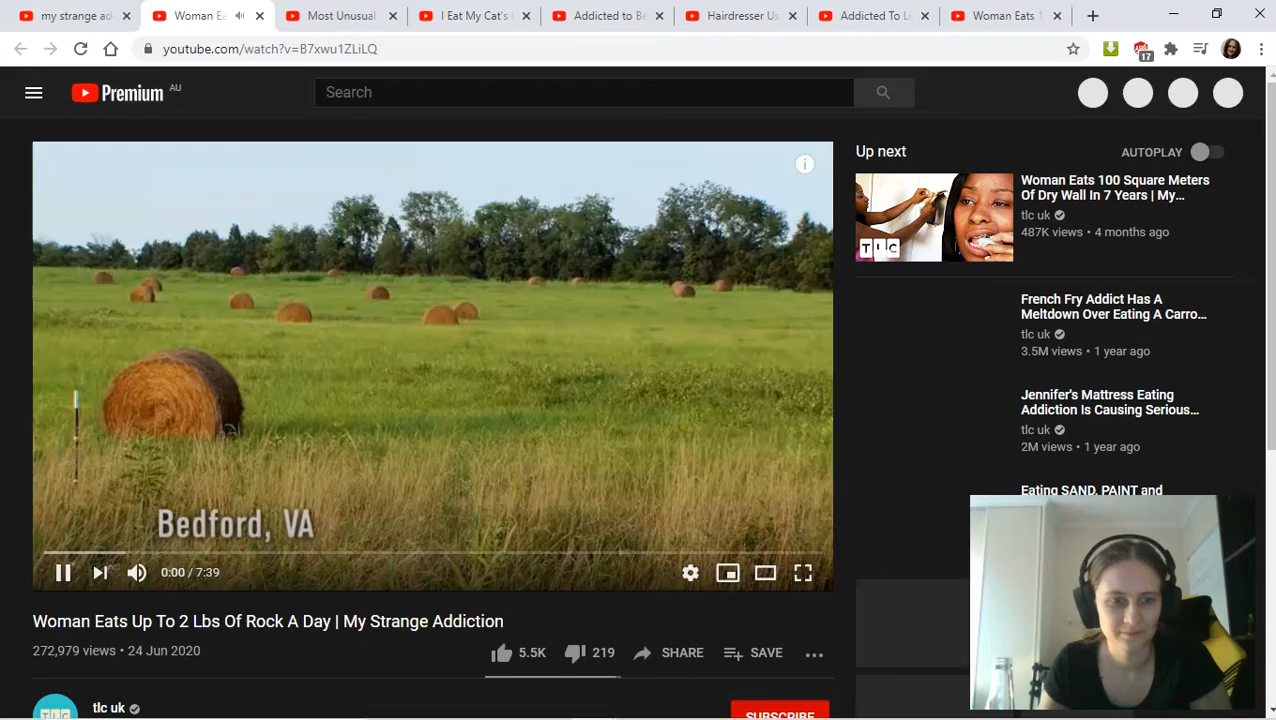 my strange ad
Woman Ea
Most Unusual
I Eat My Cat's
Addicted to Be
Hairdresser Us
Addicted To Li
Woman Eats 1
youtube.com/watch?v=B7xwu1ZLiLQ
17
Premium AU
Search
Up next
AUTOPLAY
Woman Eats 100 Square Meters
Of Dry Wall In 7 Years | My...
tlc uk
487K views • 4 months ago
TLC
French Fry Addict Has A
Meltdown Over Eating A Carro...
tlc uk
3.5M views • 1 year ago
Jennifer's Mattress Eating
Addiction Is Causing Serious...
tlc uk
2M views • 1 year ago
Eating SAND, PAINT and
Bedford, VA
0:00 / 7:39
Woman Eats Up To 2 Lbs Of Rock A Day | My Strange Addiction
272,979 views • 24 Jun 2020
5.5K
219
SHARE
SAVE
tlc uk
TLC
SUBSCRIBE